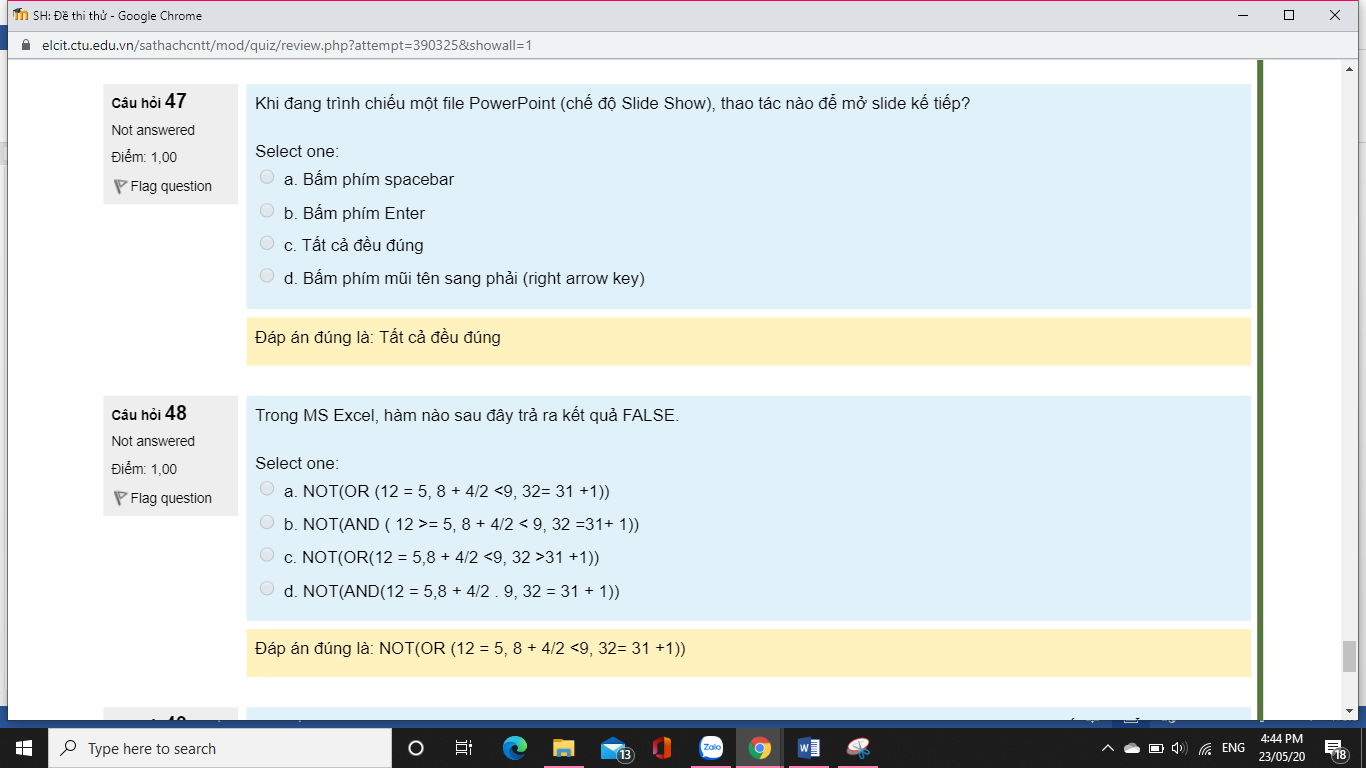 SH: Đề thi thử - Google Chrome
elcit.ctu.edu.vn/sathachcntt/mod/quiz/review.php?attempt=390325&showall=1
Câu hỏi 47
Not answered
Điểm: 1,00
Flag question
Khi đang trình chiếu một file PowerPoint (chế độ Slide Show), thao tác nào để mở slide kế tiếp?
Select one:
a. Bấm phím spacebar
b. Bấm phím Enter
c. Tất cả đều đúng
d. Bấm phím mũi tên sang phải (right arrow key)
Đáp án đúng là: Tất cả đều đúng
Câu hỏi 48
Not answered
Điểm: 1,00
Flag question
Trong MS Excel, hàm nào sau đây trả ra kết quả FALSE.
Select one:
a. NOT(OR (12 = 5, 8 + 4/2 <9, 32= 31 +1))
b. NOT(AND ( 12 >= 5, 8 + 4/2 < 9, 32 =31+ 1))
c. NOT(OR(12 = 5,8 + 4/2 <9, 32 >31 +1))
d. NOT(AND(12 = 5,8 + 4/2 . 9, 32 = 31 + 1))
Đáp án đúng là: NOT(OR (12 = 5, 8 + 4/2 <9, 32= 31 +1))
Type here to search
13
Zalo
ENG
4:44 PM
23/05/20
18